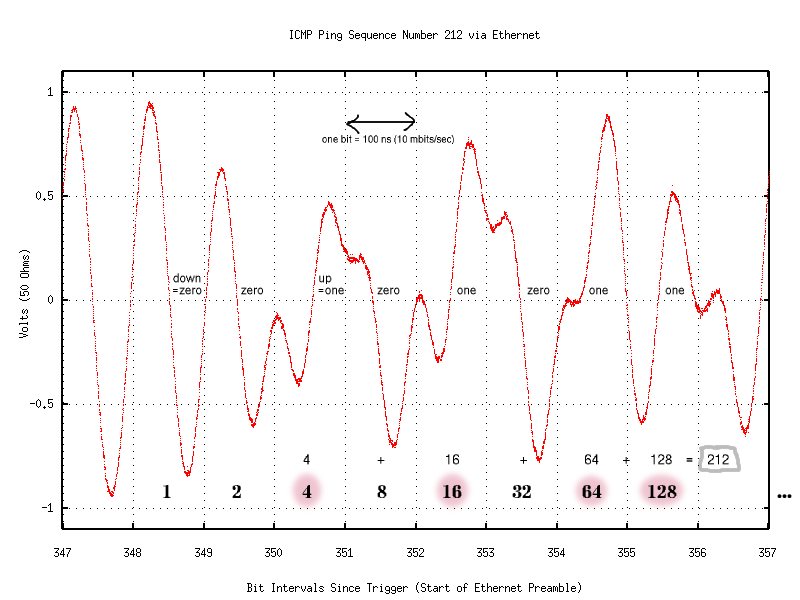 ICMP Ping Sequence Number 212 via Ethernet
1
one bit = 100 ns (10 mbits/sec)
0.5
Volts (50 Ohms)
down
=zero
zero
up
=one
zero
one
zero
one
one
0
-0.5
4 + 16 + 64 + 128 = 212
1 2 4 8 16 32 64 128 ...
-1
347 348 349 350 351 352 353 354 355 356 357
Bit Intervals Since Trigger (Start of Ethernet Preamble)